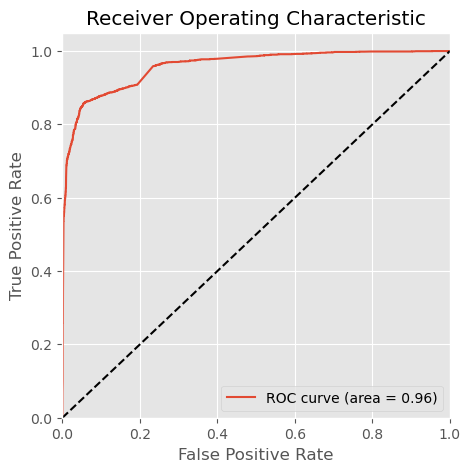 Receiver Operating Characteristic
True Positive Rate
1.0
0.8
0.6
0.4
0.2
0.0
0.0 0.2 0.4 0.6 0.8 1.0
False Positive Rate
ROC curve (area = 0.96)